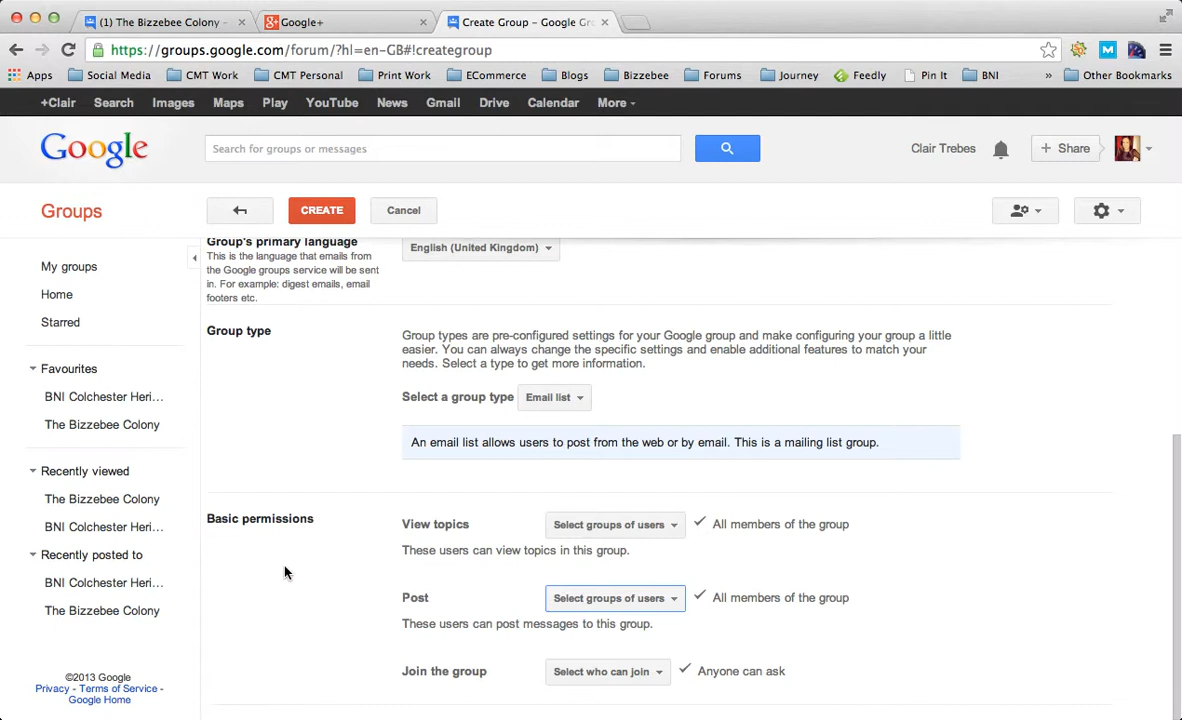 (1) The Bizzebee Colony -
Google+
Create Group - Google Gr
https://groups.google.com/forum/?hl=en-GB#!creategroup
Apps
Social Media
CMT Work
CMT Personal
Print Work
ECommerce
Blogs
Bizzebee
Forums
Journey
Feedly
Pin It
BNI
»
Other Bookmarks
+Clair
Search
Images
Maps
Play
YouTube
News
Gmail
Drive
Calendar
More
Google
Search for groups or messages
Clair Trebes
+ Share
Groups
CREATE
Cancel
My groups
Home
Starred
Favourites
BNI Colchester Heri...
The Bizzebee Colony
Recently viewed
The Bizzebee Colony
BNI Colchester Heri...
Recently posted to
BNI Colchester Heri...
The Bizzebee Colony
©2013 Google
Privacy - Terms of Service -
Google Home
Group's primary language
This is the language that emails from
the Google groups service will be sent
in. For example: digest emails, email
footers etc.
English (United Kingdom)
Group type
Group types are pre-configured settings for your Google group and make configuring your group a little
easier. You can always change the specific settings and enable additional features to match your
needs. Select a type to get more information.
Select a group type
Email list
An email list allows users to post from the web or by email. This is a mailing list group.
Basic permissions
View topics
Select groups of users
All members of the group
These users can view topics in this group.
Post
Select groups of users
All members of the group
These users can post messages to this group.
Join the group
Select who can join
Anyone can ask